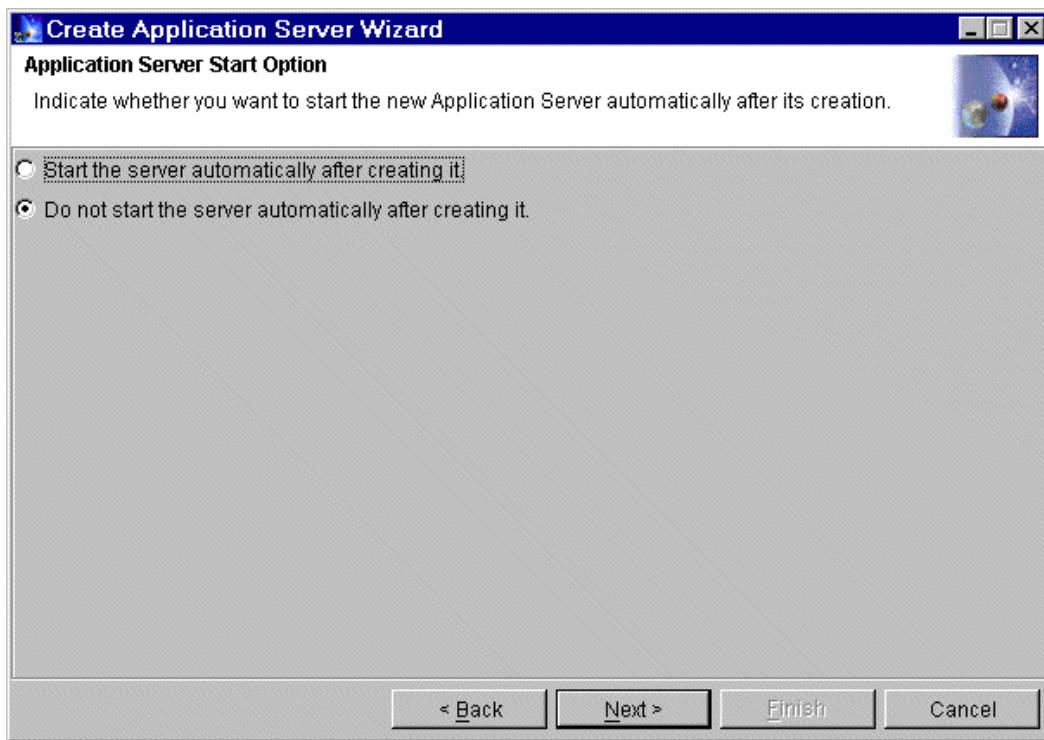 Create Application Server Wizard
Application Server Start Option
Indicate whether you want to start the new Application Server automatically after its creation.
Start the server automatically after creating it.
Do not start the server automatically after creating it.
< Back Next > Finish Cancel